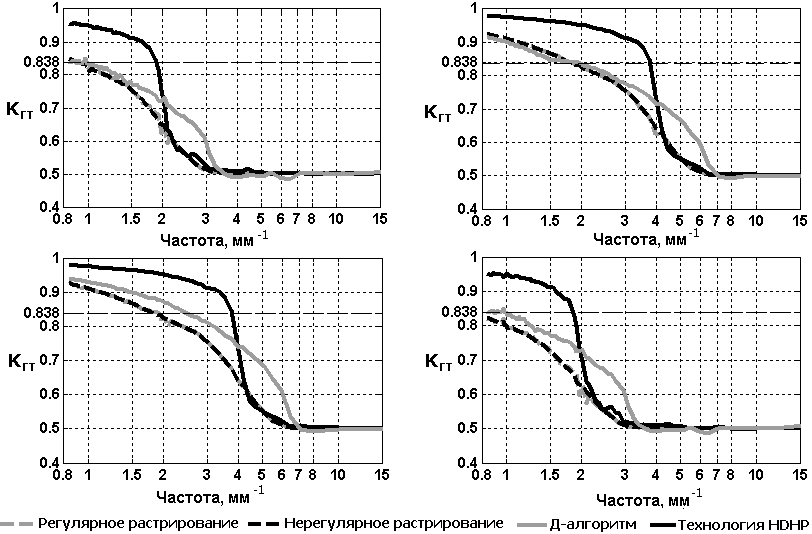 1
0.9
0.838
0.8
0.7
Kгт
0.6
0.5
0.4
0.8 1 1.5 2 3 4 5 6 7 8 10 15
Частота, мм⁻¹
1
0.9
0.838
0.8
0.7
Kгт
0.6
0.5
0.4
0.8 1 1.5 2 3 4 5 6 7 8 10 15
Частота, мм⁻¹
1
0.9
0.838
0.8
0.7
Kгт
0.6
0.5
0.4
0.8 1 1.5 2 3 4 5 6 7 8 10 15
Частота, мм⁻¹
1
0.9
0.838
0.8
0.7
Kгт
0.6
0.5
0.4
0.8 1 1.5 2 3 4 5 6 7 8 10 15
Частота, мм⁻¹
Регулярное растрирование Нерегулярное растрирование Д-алгоритм Технология HDHP